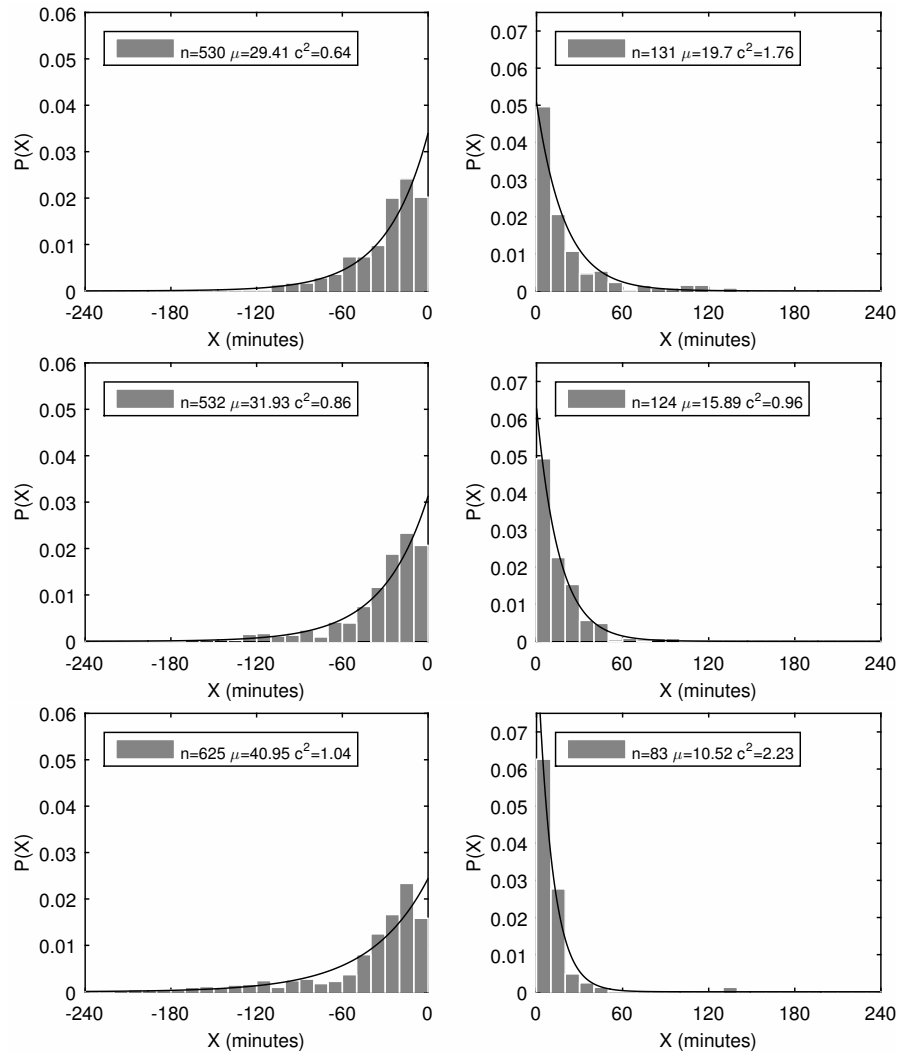 0.06
0.05
0.04
0.03
0.02
0.01
0
P(X)
n=530 μ=29.41 c²=0.64
-240 -180 -120 -60 0
X (minutes)
0.07
0.06
0.05
0.04
0.03
0.02
0.01
0
P(X)
n=131 μ=19.7 c²=1.76
0 60 120 180 240
X (minutes)
0.06
0.05
0.04
0.03
0.02
0.01
0
P(X)
n=532 μ=31.93 c²=0.86
-240 -180 -120 -60 0
X (minutes)
0.07
0.06
0.05
0.04
0.03
0.02
0.01
0
P(X)
n=124 μ=15.89 c²=0.96
0 60 120 180 240
X (minutes)
0.06
0.05
0.04
0.03
0.02
0.01
0
P(X)
n=625 μ=40.95 c²=1.04
-240 -180 -120 -60 0
X (minutes)
0.07
0.06
0.05
0.04
0.03
0.02
0.01
0
P(X)
n=83 μ=10.52 c²=2.23
0 60 120 180 240
X (minutes)